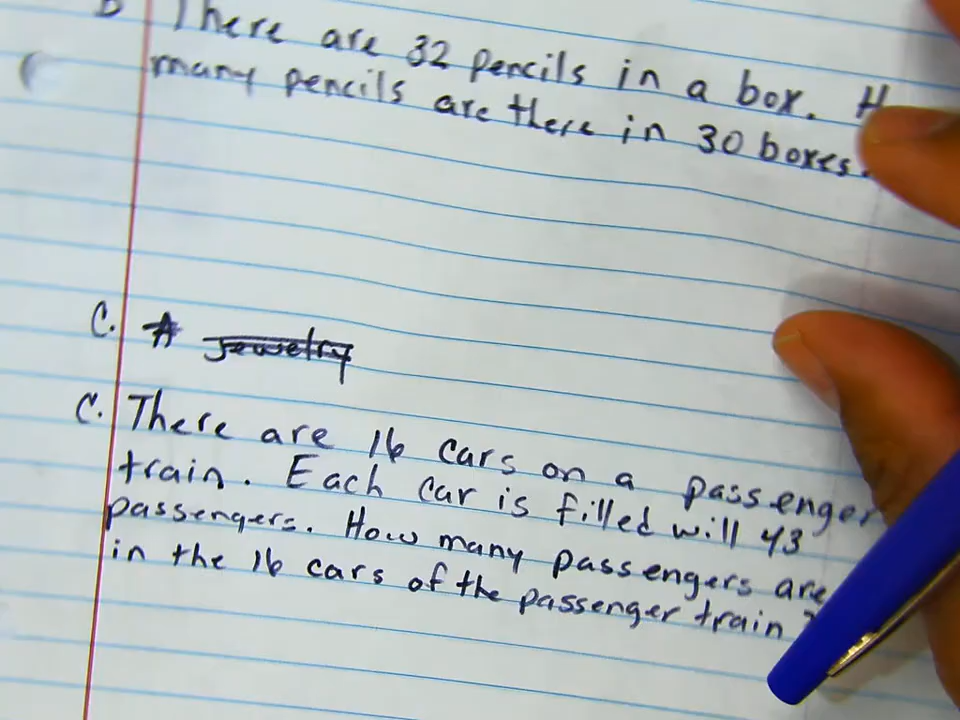 There are 32 pencils in a box. H
many pencils are there in 30 boxes.
C. A Jewelry
C. There are 16 cars on a passenger
train. Each car is filled will 43
passengers. How many passengers are
in the 16 cars of the passenger train?